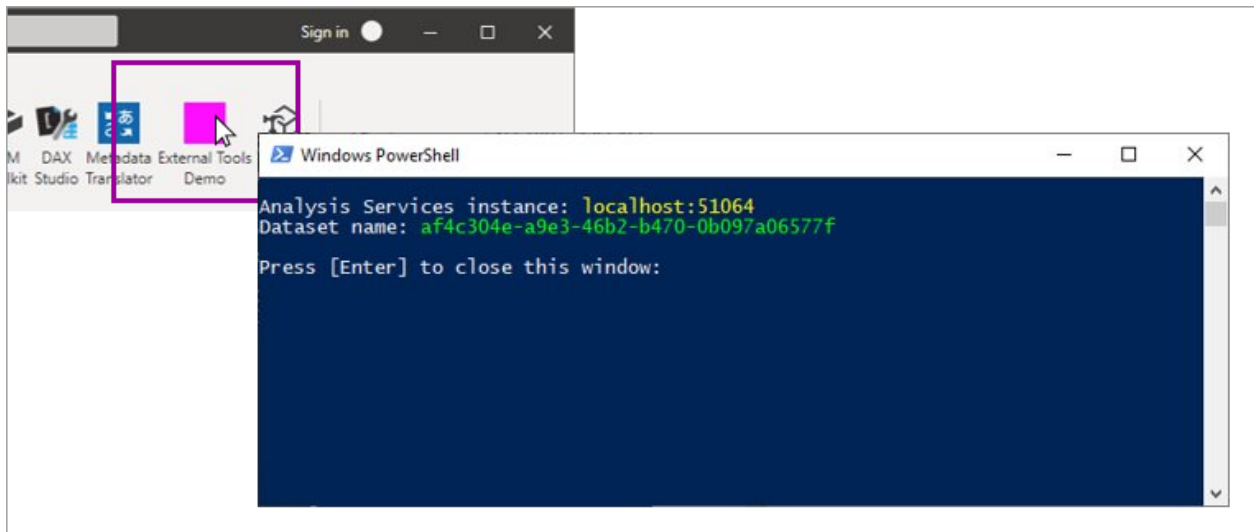 Sign in
M DAX Metadata External Tools
lkit Studio Translator Demo
Windows PowerShell
Analysis Services instance: localhost:51064
Dataset name: af4c304e-a9e3-46b2-b470-0b097a06577f
Press [Enter] to close this window: